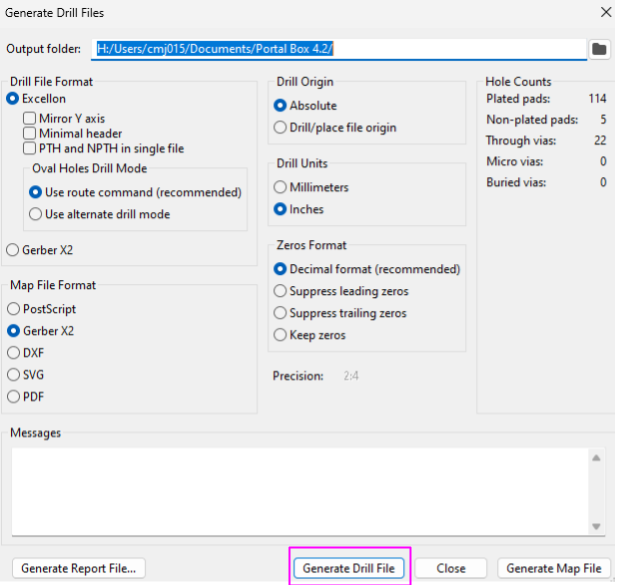 Generate Drill Files
Output folder: H:/Users/cmj015/Documents/Portal Box 4.2/
Drill File Format
Excellon
Mirror Y axis
Minimal header
PTH and NPTH in single file
Oval Holes Drill Mode
Use route command (recommended)
Use alternate drill mode
Gerber X2
Map File Format
PostScript
Gerber X2
DXF
SVG
PDF
Drill Origin
Absolute
Drill/place file origin
Drill Units
Millimeters
Inches
Zeros Format
Decimal format (recommended)
Suppress leading zeros
Suppress trailing zeros
Keep zeros
Precision: 2:4
Hole Counts
Plated pads: 114
Non-plated pads: 5
Through vias: 22
Micro vias: 0
Buried vias: 0
Messages
Generate Report File...
Generate Drill File
Close
Generate Map File